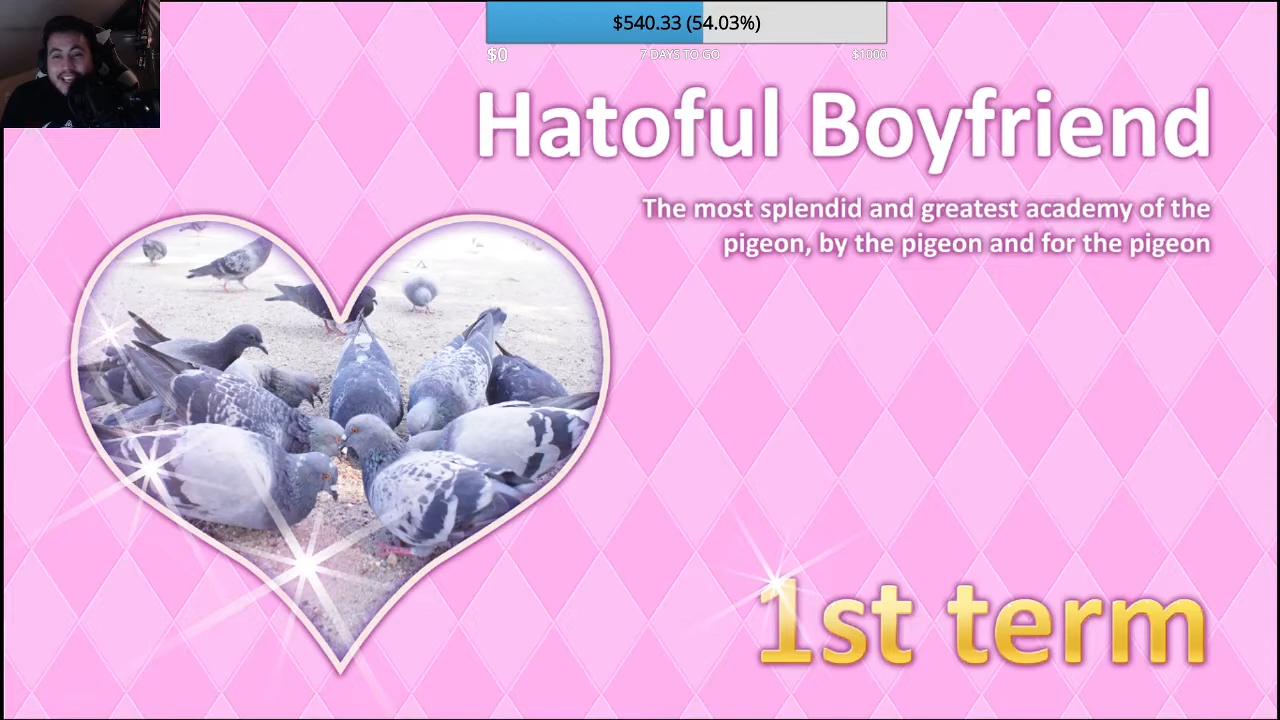 $540.33 (54.03%)
$0 7 DAYS TO GO $1000
Hatoful Boyfriend
The most splendid and greatest academy of the
pigeon, by the pigeon and for the pigeon
1st term